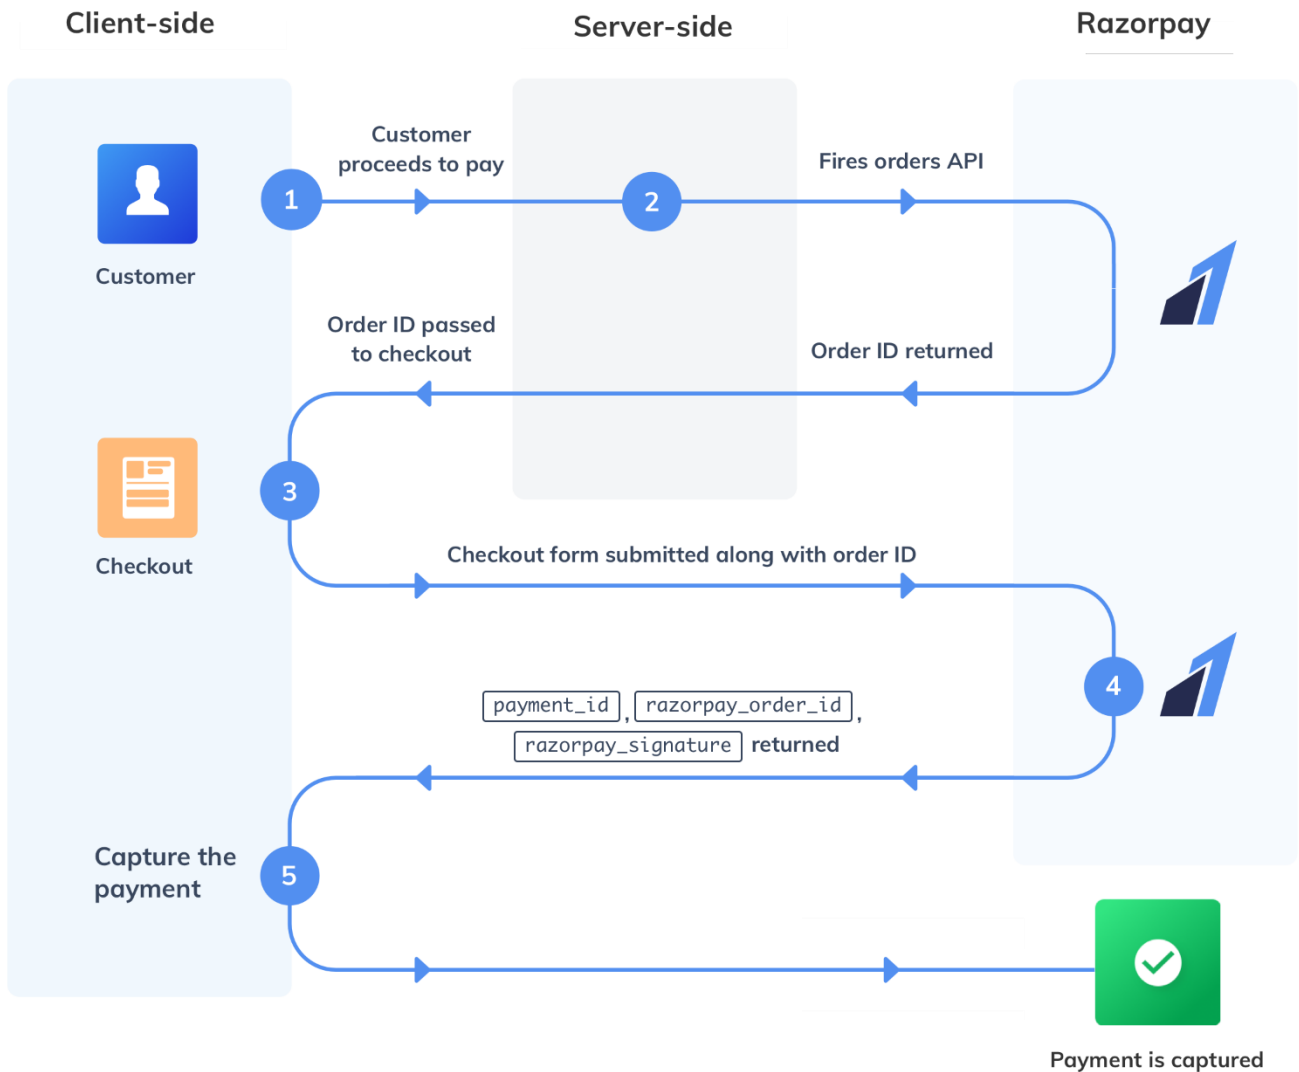 Client-side
Server-side
Razorpay
Customer
proceeds to pay
Fires orders API
1
2
Customer
Order ID passed
to checkout
Order ID returned
3
Checkout
Checkout form submitted along with order ID
4
payment_id, razorpay_order_id,
razorpay_signature returned
Capture the
payment
5
Payment is captured